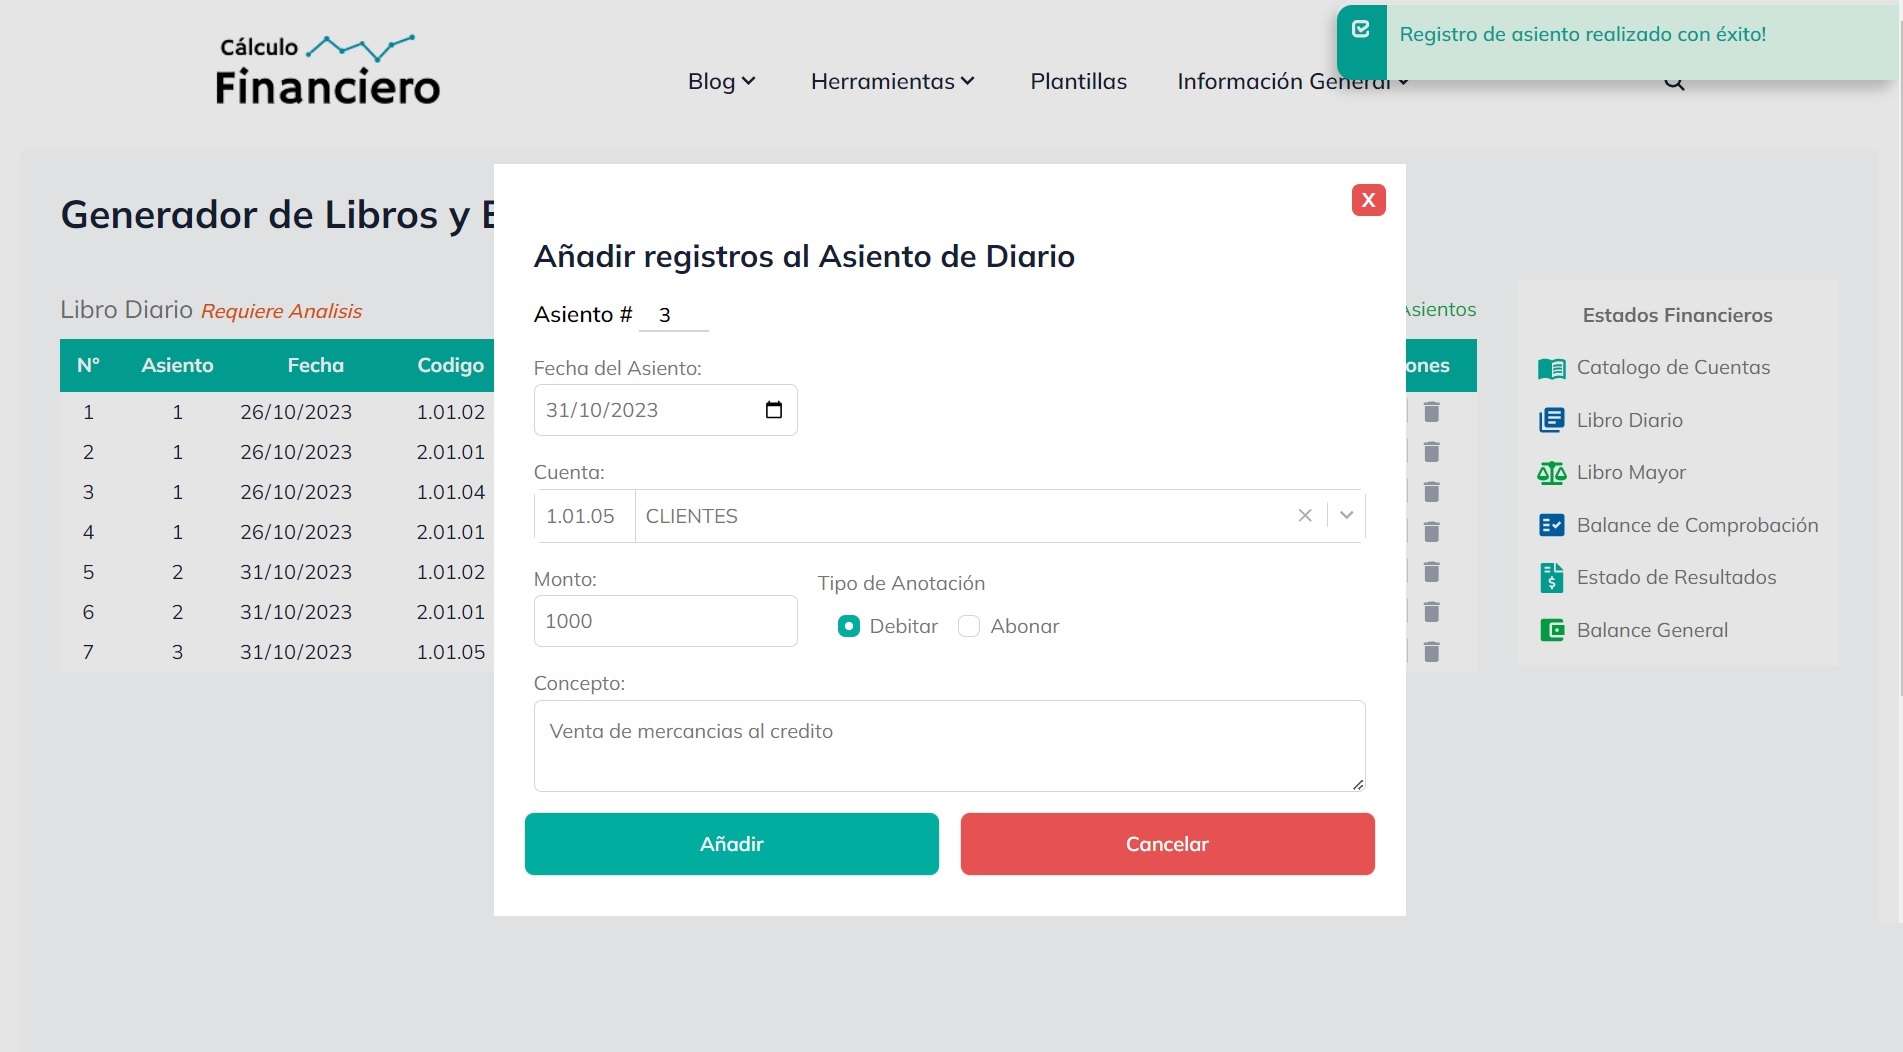 Cálculo
Financiero
Blog
Herramientas
Plantillas
Información General
Registro de asiento realizado con éxito!
Generador de Libros y
X
Añadir registros al Asiento de Diario
Asiento # 3
Fecha del Asiento:
31/10/2023
Cuenta:
1.01.05 CLIENTES
Monto:
1000
Tipo de Anotación
Debitar
Abonar
Concepto:
Venta de mercancias al credito
Añadir
Cancelar
Libro Diario Requiere Analisis
Asientos
Nº Asiento Fecha Codigo ones
1 1 26/10/2023 1.01.02
2 1 26/10/2023 2.01.01
3 1 26/10/2023 1.01.04
4 1 26/10/2023 2.01.01
5 2 31/10/2023 1.01.02
6 2 31/10/2023 2.01.01
7 3 31/10/2023 1.01.05
Estados Financieros
Catalogo de Cuentas
Libro Diario
Libro Mayor
Balance de Comprobación
Estado de Resultados
Balance General